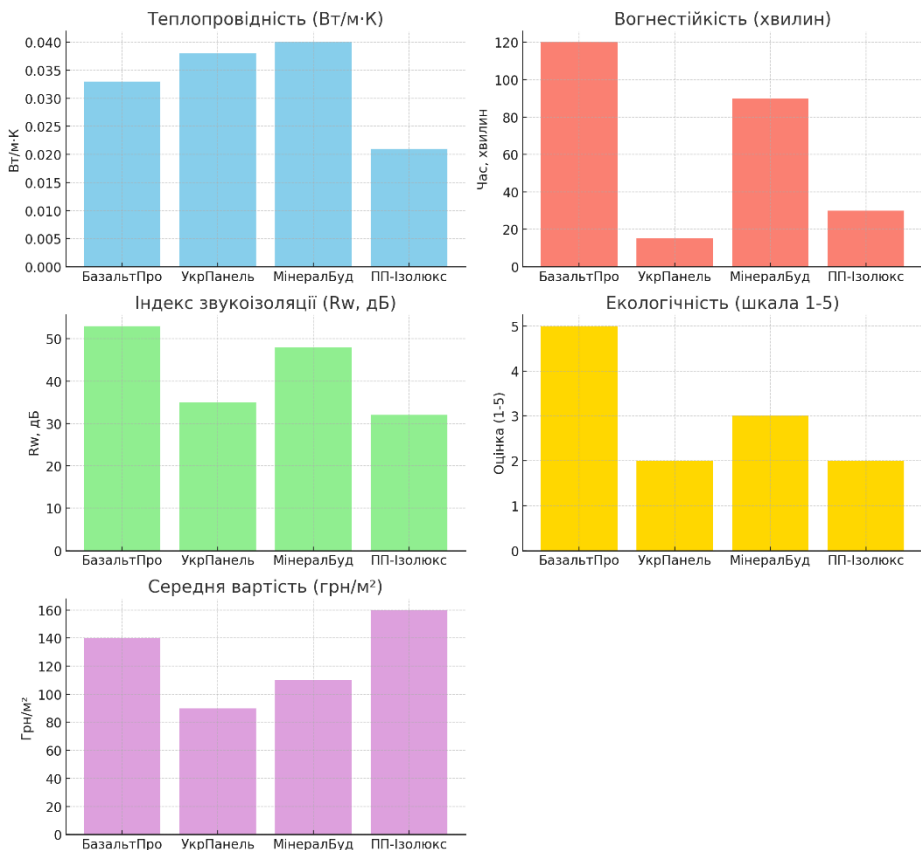 Теплопровідність (Вт/м·К)
Вт/м·К
0.040
0.035
0.030
0.025
0.020
0.015
0.010
0.005
0.000
БазальтПро УкрПанель МінералБуд ПП-Ізолюкс
Вогнестійкість (хвилин)
Час, хвилин
120
100
80
60
40
20
0
БазальтПро УкрПанель МінералБуд ПП-Ізолюкс
Індекс звукоізоляції (Rw, дБ)
Rw, дБ
50
40
30
20
10
0
БазальтПро УкрПанель МінералБуд ПП-Ізолюкс
Екологічність (шкала 1-5)
Оцінка (1-5)
5
4
3
2
1
0
БазальтПро УкрПанель МінералБуд ПП-Ізолюкс
Середня вартість (грн/м²)
Грн/м²
160
140
120
100
80
60
40
20
0
БазальтПро УкрПанель МінералБуд ПП-Ізолюкс